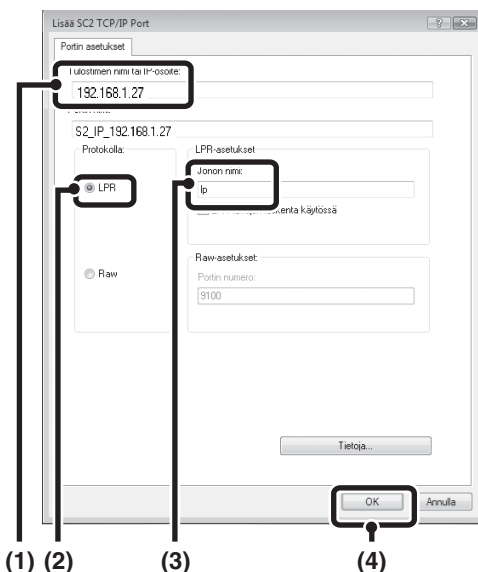 Lisää SC2 TCP/IP Port
Portin asetukset
Tulostimen nimi tai IP-osoite:
192.168.1.27
S2_IP_192.168.1.27
Protokolla:
LPR-asetukset
Jonon nimi:
LPR
lp
käytössä
Raw-asetukset:
Raw
Portin numero:
9100
Tietoja...
OK
Annulla
(1) (2) (3) (4)